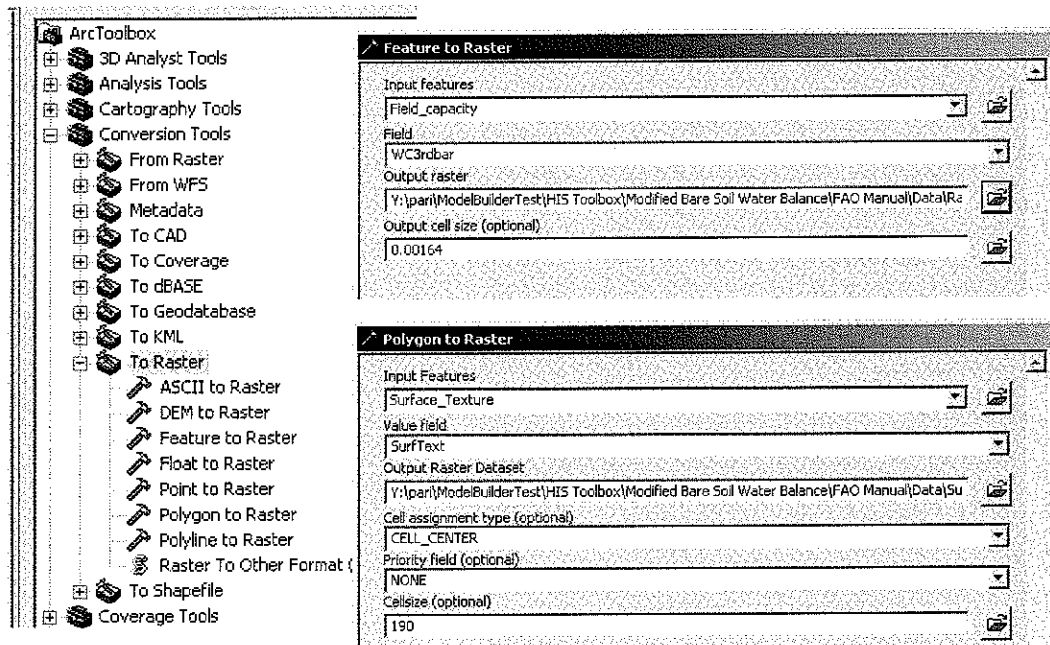 ArcToolbox
3D Analyst Tools
Analysis Tools
Cartography Tools
Conversion Tools
From Raster
From WFS
Metadata
To CAD
To Coverage
To dBASE
To Geodatabase
To KML
To Raster
ASCII to Raster
DEM to Raster
Feature to Raster
Float to Raster
Point to Raster
Polygon to Raster
Polyline to Raster
Raster To Other Format (
To Shapefile
Coverage Tools
Feature to Raster
Input features
Field_capacity
Field
WC3rdbar
Output raster
Y:\pari\ModelBuilderTest\HIS Toolbox\Modified Bare Soil Water Balance\FAO Manual\Data\Ra
Output cell size (optional)
0.00164
Polygon to Raster
Input Features
Surface_Texture
Value field
SurfText
Output Raster Dataset
Y:\pari\ModelBuilderTest\HIS Toolbox\Modified Bare Soil Water Balance\FAO Manual\Data\Su
Cell assignment type (optional)
CELL_CENTER
Priority field (optional)
NONE
Cellsize (optional)
190